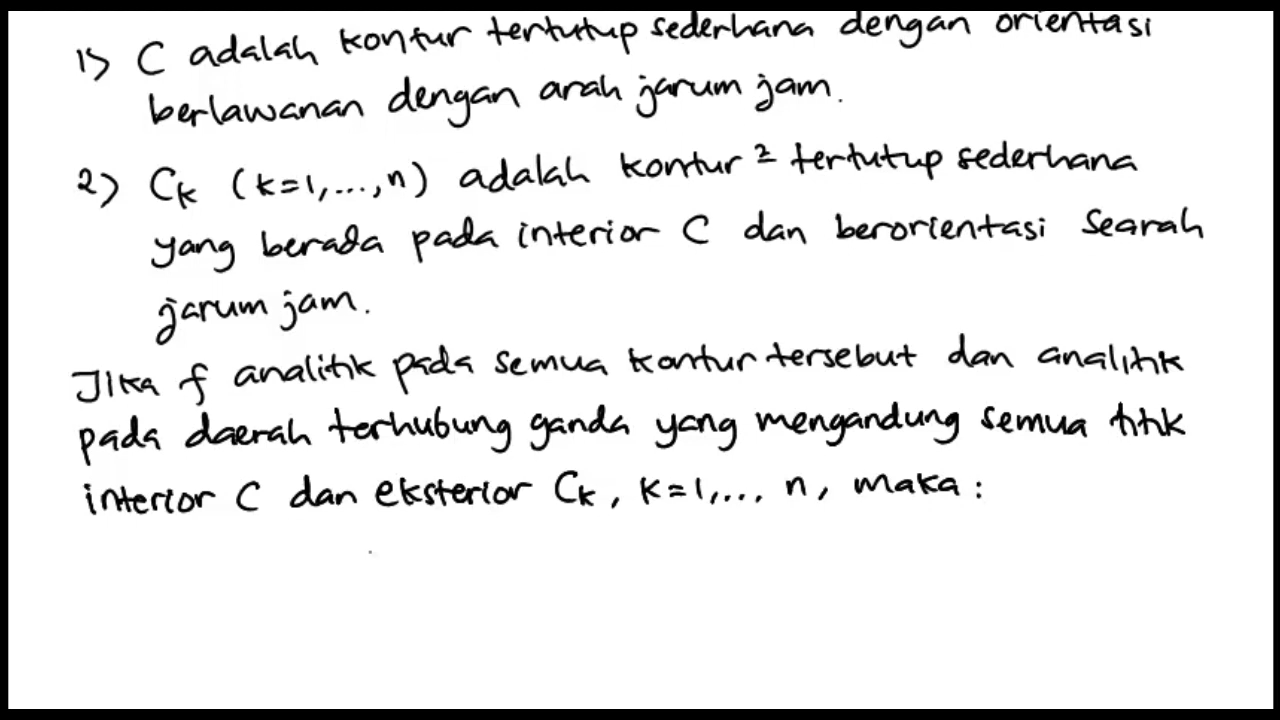 1) C adalah kontur tertutup sederhana dengan orientasi
berlawanan dengan arah jarum jam.
2) Ck (k=1,...,n) adalah kontur² tertutup sederhana
yang berada pada interior C dan berorientasi searah
jarum jam.
Jika f analitik pada semua kontur tersebut dan analitik
pada daerah terhubung ganda yang mengandung semua titik
interior C dan eksterior Ck, k=1,... n, maka: